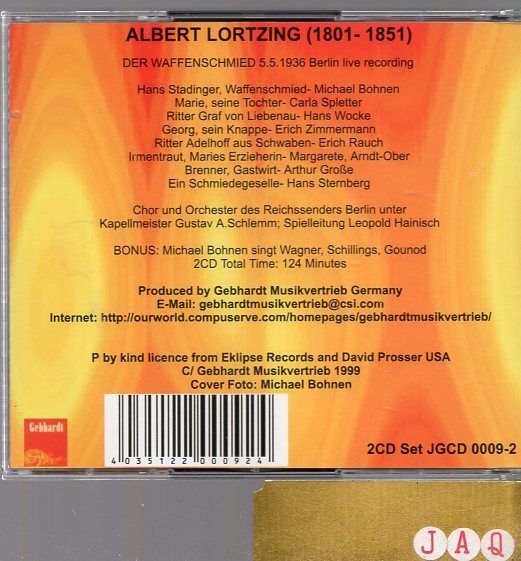 ALBERT LORTZING (1801- 1851)
DER WAFFENSCHMIED 5.5.1936 Berlin live recording
Hans Stadinger, Waffenschmied- Michael Bohnen
Marie, seine Tochter- Carla Spletter
Ritter Graf von Liebenau- Hans Wocke
Georg, sein Knappe- Erich Zimmermann
Ritter Adelhoff aus Schwaben- Erich Rauch
Irmentraut, Maries Erzieherin- Margarete, Arndt-Ober
Brenner, Gastwirt- Arthur Große
Ein Schmiedegeselle- Hans Sternberg
Chor und Orchester des Reichssenders Berlin unter
Kapellmeister Gustav A.Schlemm; Spielleitung Leopold Hainisch
BONUS: Michael Bohnen singt Wagner, Schillings, Gounod
2CD Total Time: 124 Minutes
Produced by Gebhardt Musikvertrieb Germany
E-Mail: gebhardtmusikvertrieb@csi.com
Internet: http://ourworld.compuserve.com/homepages/gebhardtmusikvertrieb/
P by kind licence from Eklipse Records and David Prosser USA
C/ Gebhardt Musikvertrieb 1999
Cover Foto: Michael Bohnen
Gebhardt
4 035122 000924
2CD Set JGCD 0009-2
JAQ